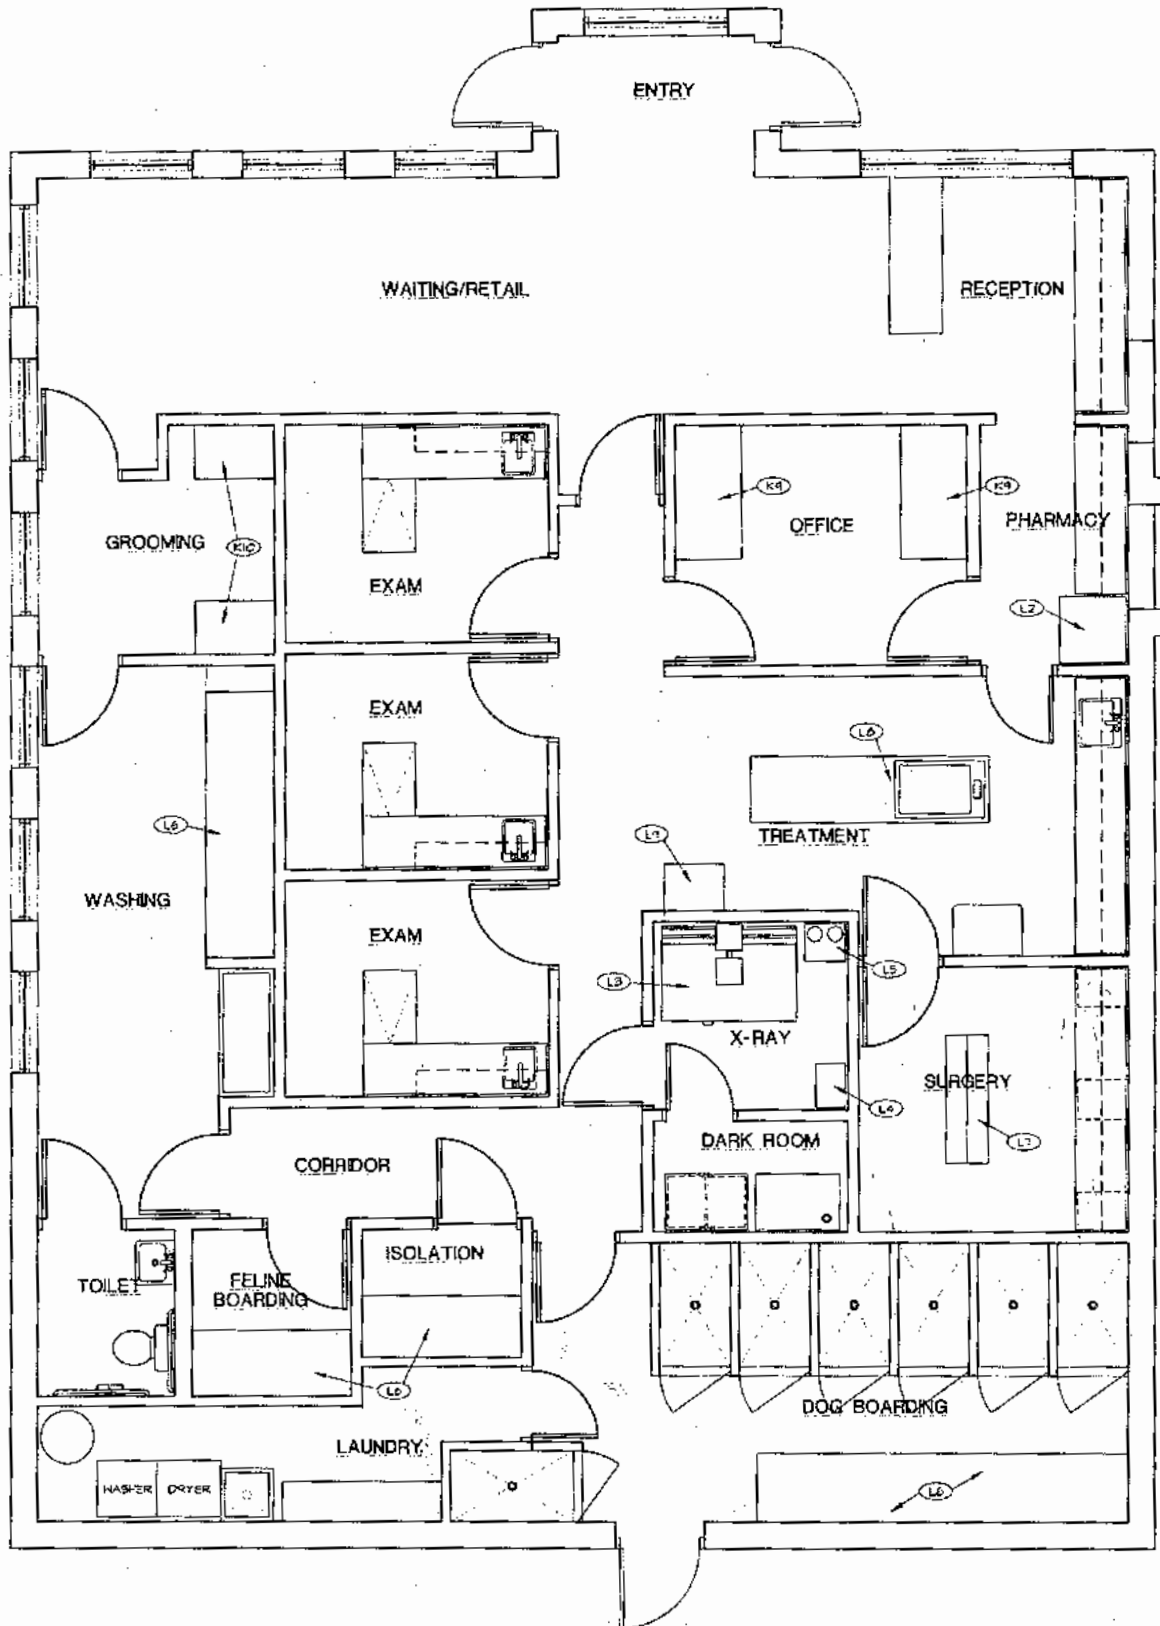 ENTRY
WAITING/RETAIL
RECEPTION
K9
K9
OFFICE
PHARMACY
GROOMING
K10
EXAM
L2
EXAM
L8
L6
L9
TREATMENT
WASHING
EXAM
L3
L5
X-RAY
SURGERY
L4
DARK ROOM
L7
CORRIDOR
ISOLATION
TOILET
FELINE
BOARDING
L6
DOG BOARDING
LAUNDRY
WASHER
DRYER
L6